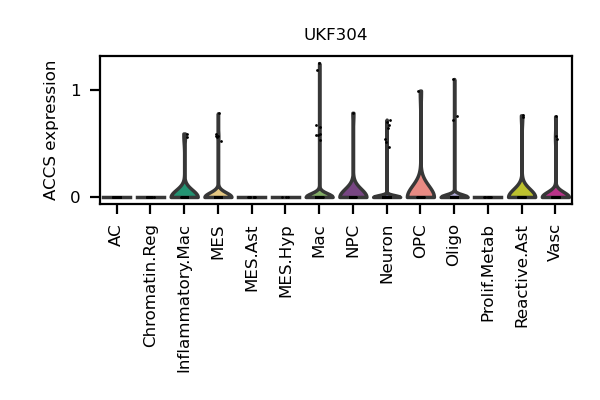 UKF304
ACCS expression
1
0
AC
Chromatin.Reg
Inflammatory.Mac
MES
MES.Ast
MES.Hyp
Mac
NPC
Neuron
OPC
Oligo
Prolif.Metab
Reactive.Ast
Vasc